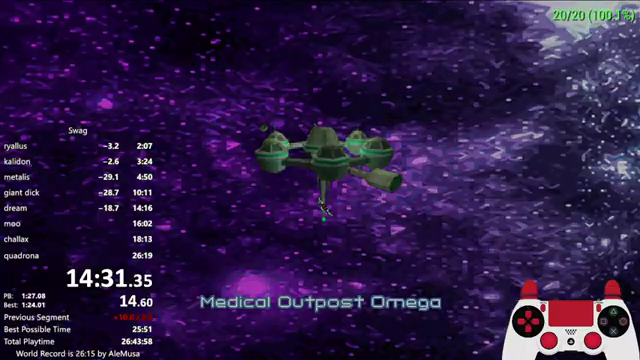 20/20 (100.1%)
Swag
ryallus −3.2 2:07
kalidon −2.6 3:24
metalis −29.1 4:50
giant dick −28.7 10:11
dream −18.7 14:16
moo 16:02
challax 18:13
quadrona 26:19
14:31.35
PB: 1:27.08
Best: 1:24.01
14.60
Previous Segment
Best Possible Time 25:51
Total Playtime 26:43:58
World Record is 26:15 by AleMusa
Medical Outpost Omega